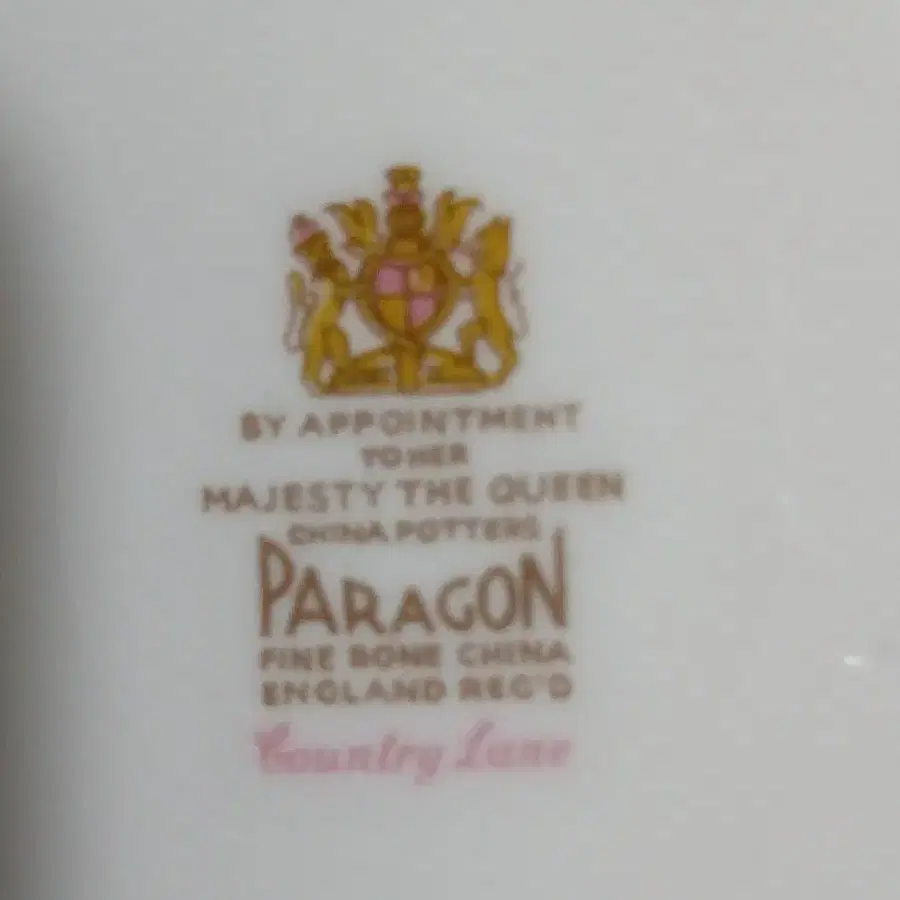 BY APPOINTMENT
TO HER
MAJESTY THE QUEEN
CHINA POTTERS
PARAGON
FINE BONE CHINA
ENGLAND REG'D
Country Lane